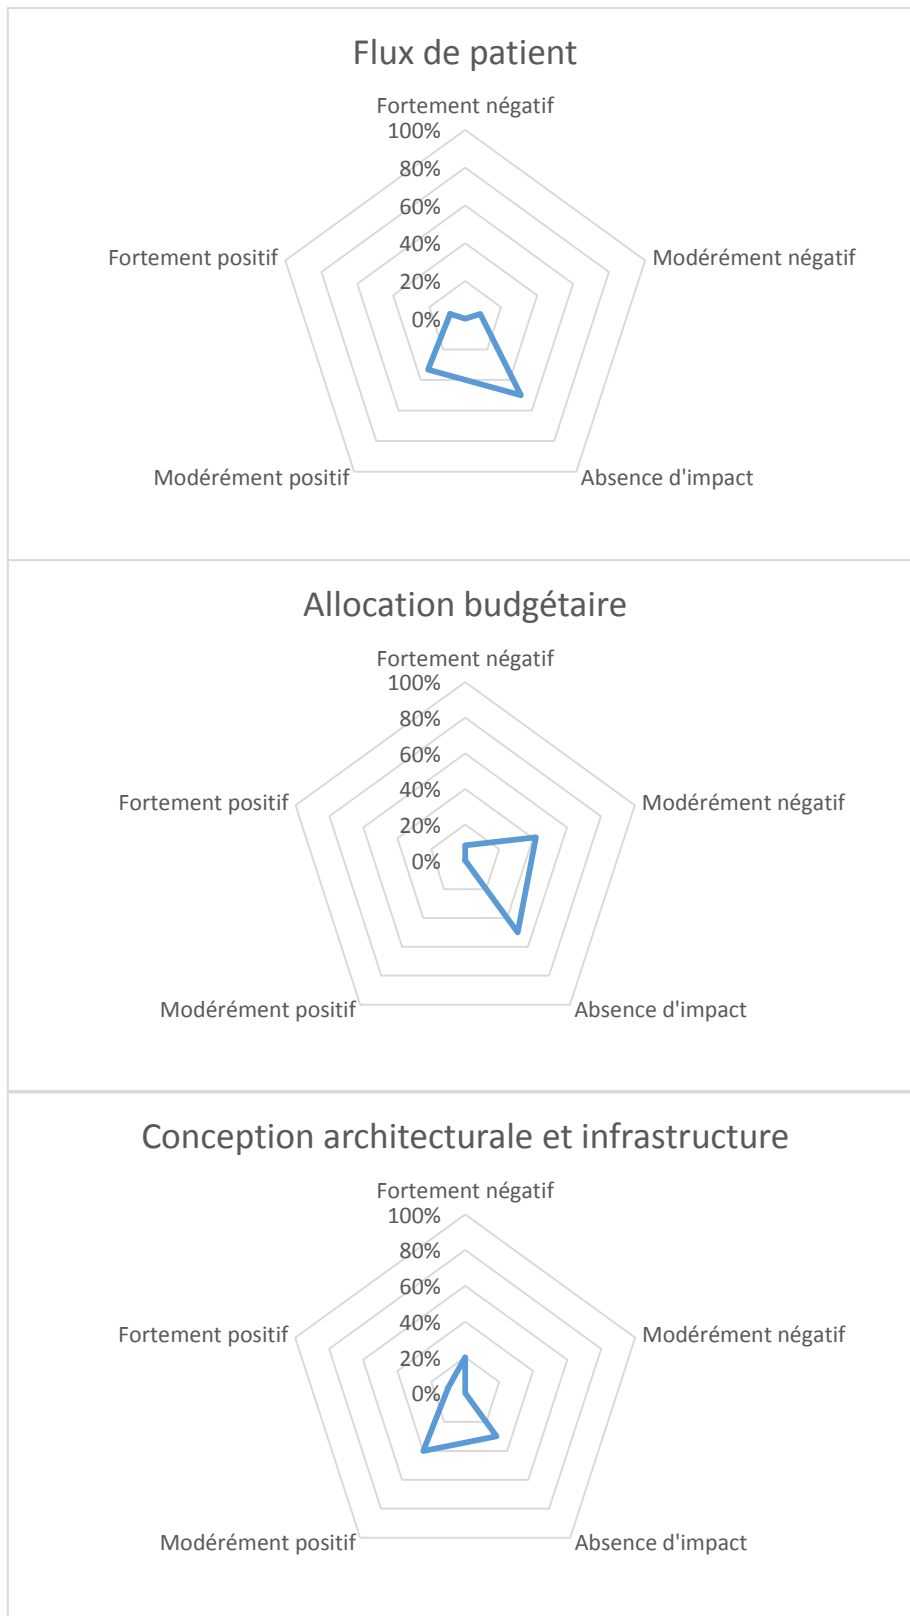 Flux de patient
Fortement négatif
100%
80%
60%
40%
20%
0%
Fortement positif
Modérément négatif
Modérément positif
Absence d'impact
Allocation budgétaire
Fortement négatif
100%
80%
60%
40%
20%
0%
Fortement positif
Modérément négatif
Modérément positif
Absence d'impact
Conception architecturale et infrastructure
Fortement négatif
100%
80%
60%
40%
20%
0%
Fortement positif
Modérément négatif
Modérément positif
Absence d'impact